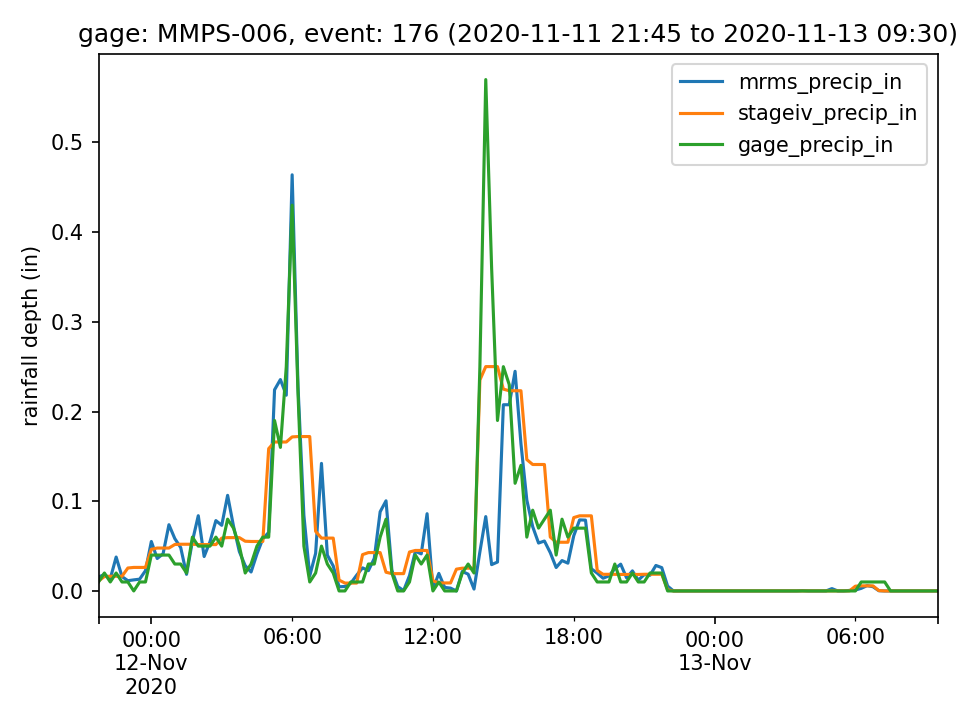 gage: MMPS-006, event: 176 (2020-11-11 21:45 to 2020-11-13 09:30)
mrms_precip_in
stageiv_precip_in
gage_precip_in
rainfall depth (in)
0.5
0.4
0.3
0.2
0.1
0.0
00:00 06:00 12:00 18:00 00:00 06:00
12-Nov 13-Nov
2020